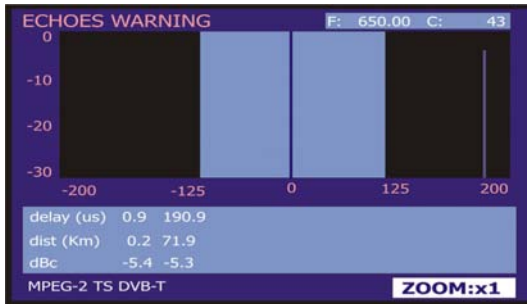 ECHOES WARNING F: 650.00 C: 43
0
-10
-20
-30
-200 -125 0 125 200
delay (us) 0.9 190.9
dist (Km) 0.2 71.9
dBc -5.4 -5.3
MPEG-2 TS DVB-T ZOOM:x1